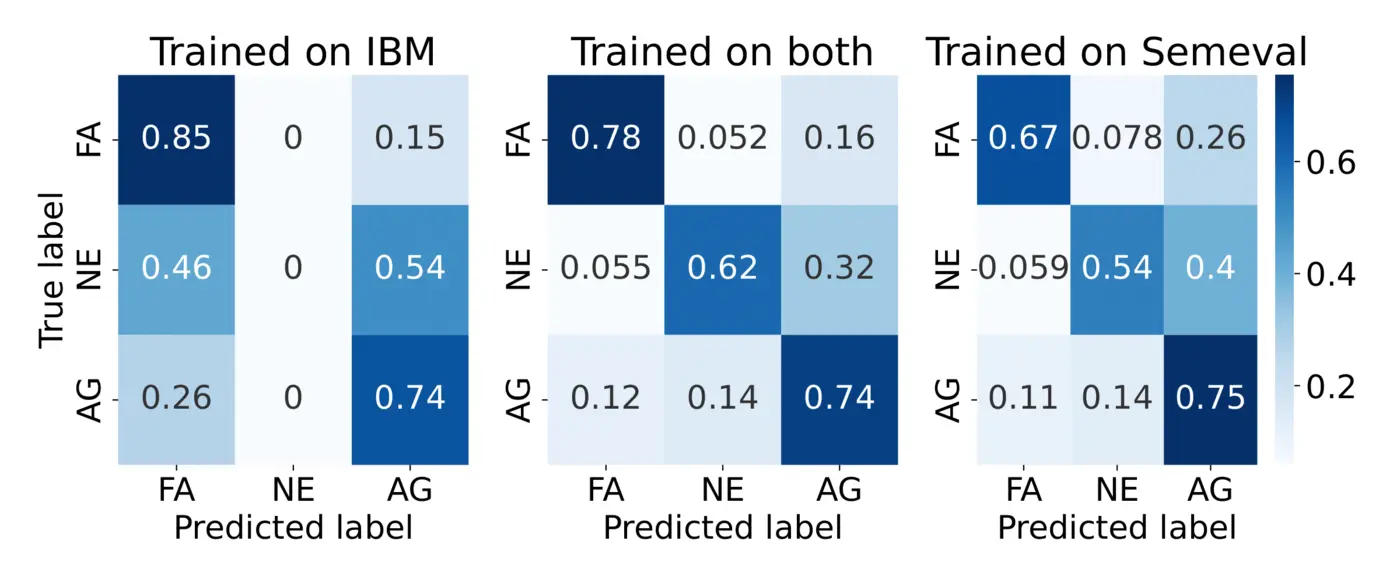 Trained on IBM Trained on both Trained on Semeval
FA 0.85 0 0.15 FA 0.78 0.052 0.16 FA 0.67 0.078 0.26
0.6
True label
NE 0.46 0 0.54 NE 0.055 0.62 0.32 NE 0.059 0.54 0.4
0.4
AG 0.26 0 0.74 AG 0.12 0.14 0.74 AG 0.11 0.14 0.75
0.2
FA NE AG FA NE AG FA NE AG
Predicted label Predicted label Predicted label